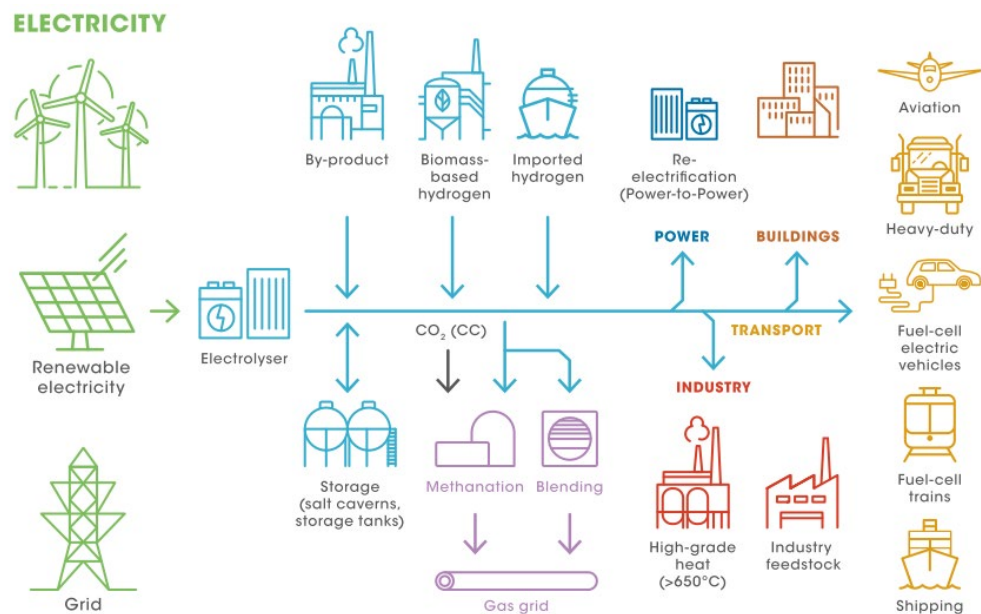 ELECTRICITY
By-product
Biomass-
based
hydrogen
Imported
hydrogen
Re-
electrification
(Power-to-Power)
Aviation
Heavy-duty
POWER
BUILDINGS
Renewable
electricity
Electrolyser
CO₂ (CC)
TRANSPORT
Fuel-cell
electric
vehicles
INDUSTRY
Storage
(salt caverns,
storage tanks)
Methanation
Blending
Fuel-cell
trains
High-grade
heat
(>650°C)
Industry
feedstock
Grid
Gas grid
Shipping